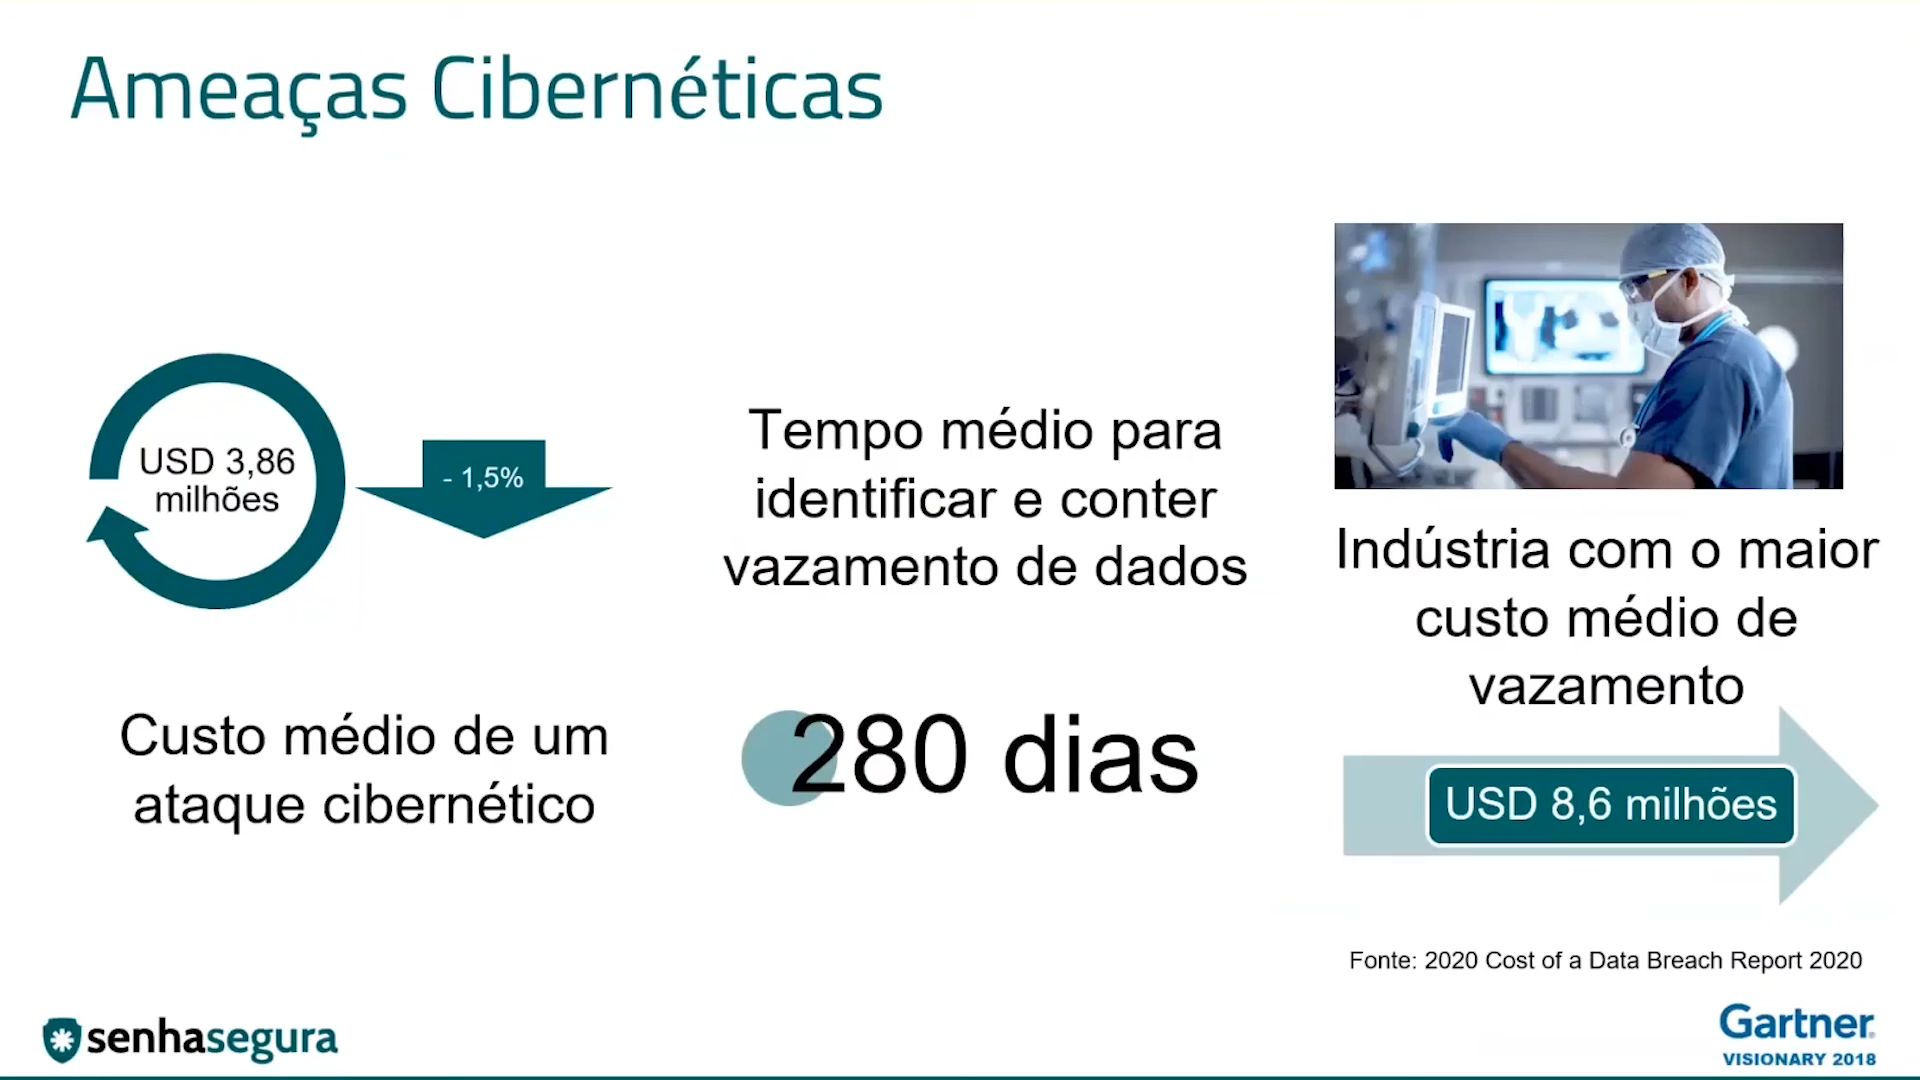 Ameaças Cibernéticas
USD 3,86
milhões
- 1,5%
Custo médio de um
ataque cibernético
Tempo médio para
identificar e conter
vazamento de dados
280 dias
Indústria com o maior
custo médio de
vazamento
USD 8,6 milhões
Fonte: 2020 Cost of a Data Breach Report 2020
senhasegura
Gartner
VISIONARY 2018